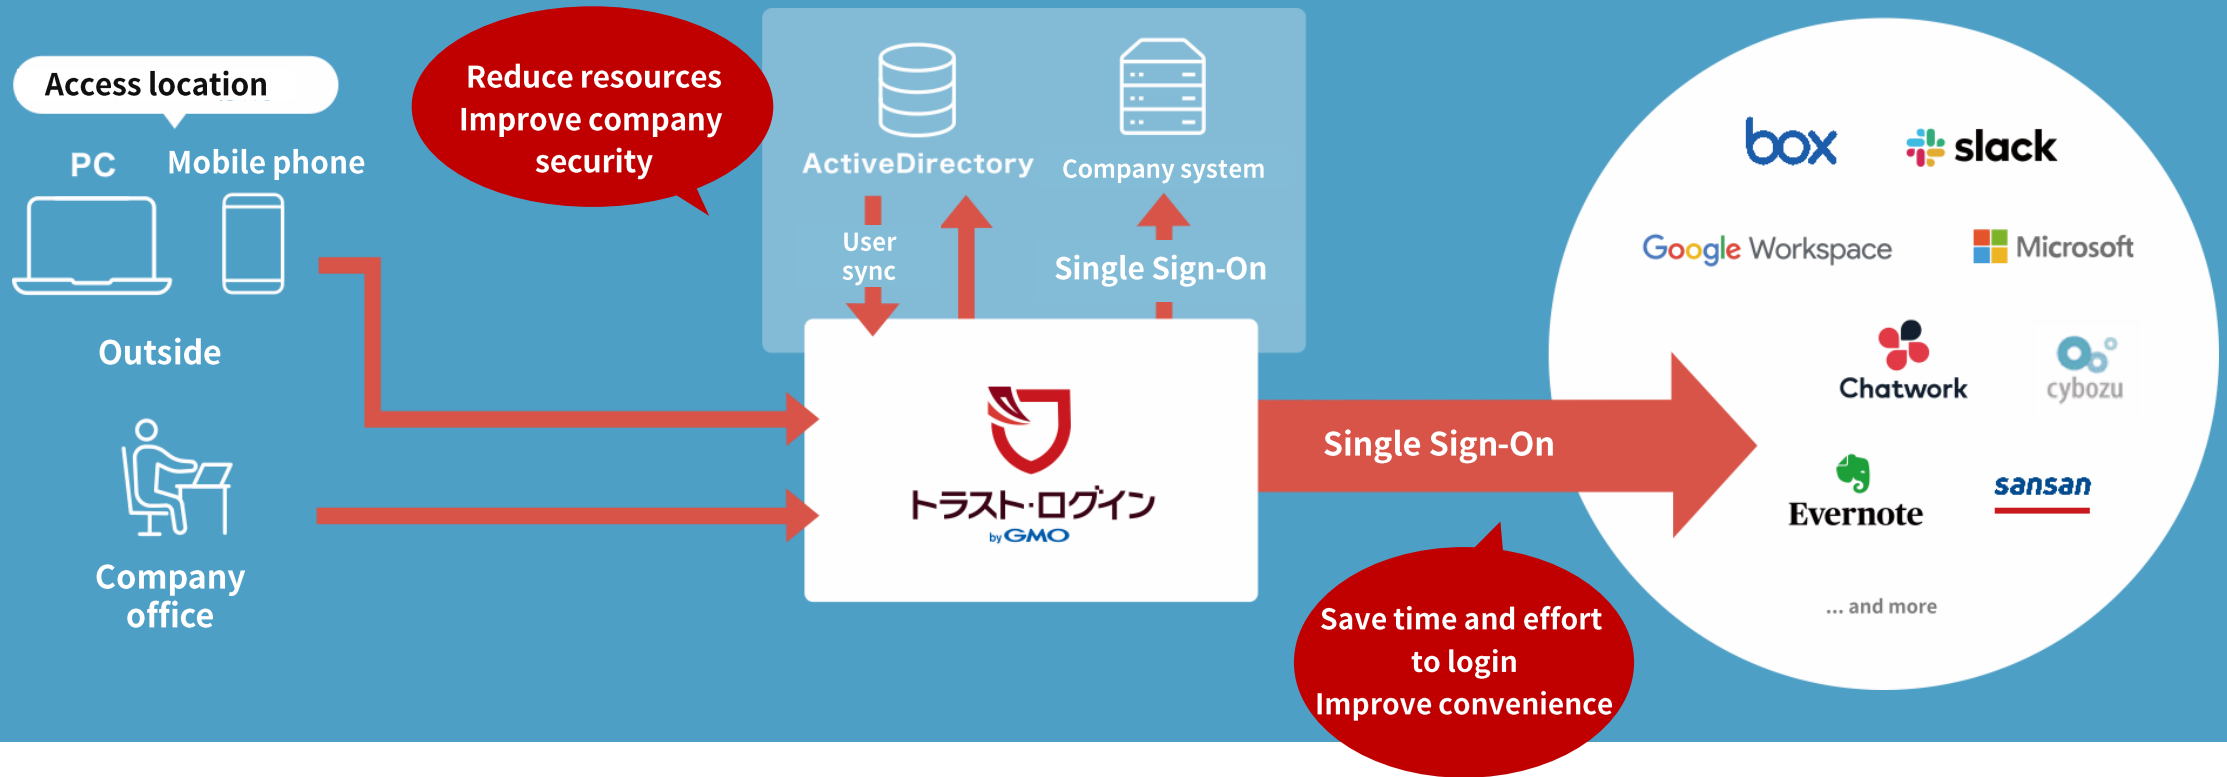 Access location
PC
Mobile phone
Outside
Company
office
Reduce resources
Improve company
security
ActiveDirectory
Company system
User
sync
Single Sign-On
トラスト・ログイン
by GMO
Single Sign-On
Save time and effort
to login
Improve convenience
box
slack
Google Workspace
Microsoft
Chatwork
cybozu
Evernote
sansan
... and more